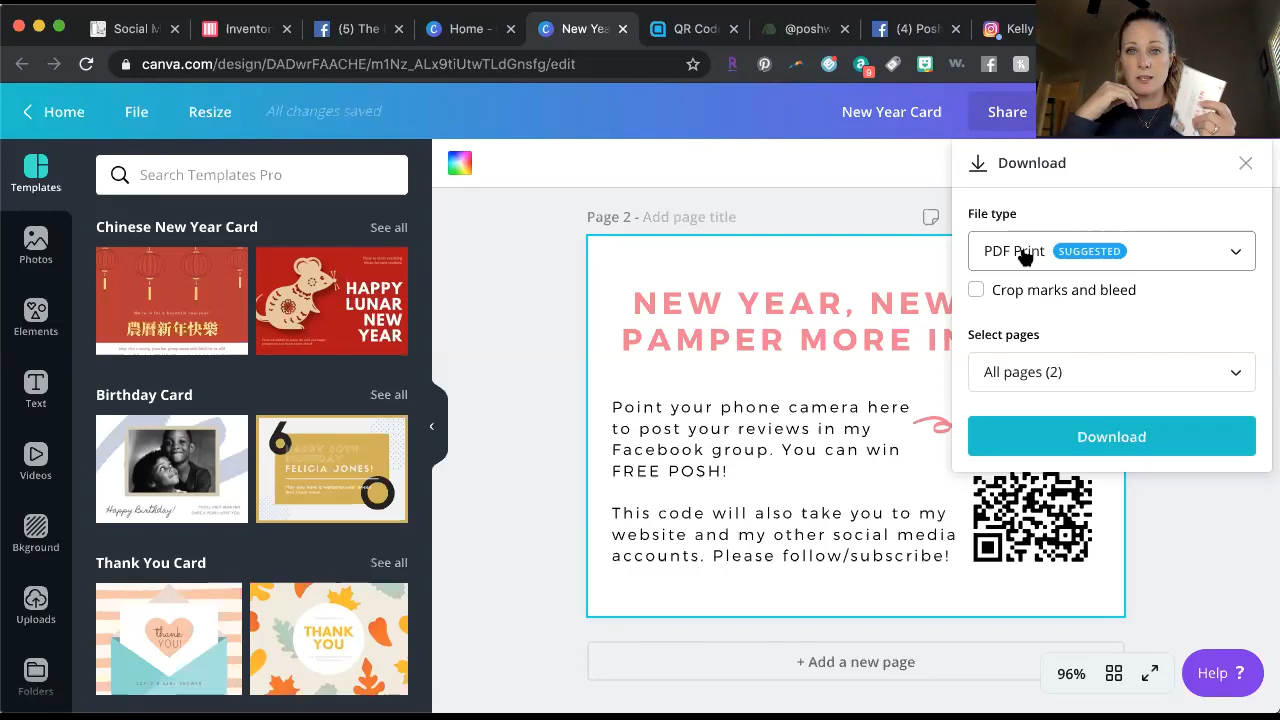 Social M
Inventor
(5) The
Home -
New Yea
QR Cod
@poshw
(4) Posh
Kelly
canva.com/design/DADwrFAACHE/m1Nz_ALx9tUtwTLdGnsfg/edit
9
Home
File
Resize
All changes saved
New Year Card
Share
Templates
Photos
Elements
Text
Videos
Bkground
Uploads
Folders
Search Templates Pro
Chinese New Year Card
See all
農曆新年快樂
HAPPY
LUNAR
NEW
YEAR
Birthday Card
See all
Happy Birthday!
6
FELICIA JONES!
0
Thank You Card
See all
thank
YOU!
THANK
YOU
Page 2 - Add page title
NEW YEAR, NEW
PAMPER MORE IN
Point your phone camera here
to post your reviews in my
Facebook group. You can win
FREE POSH!
This code will also take you to my
website and my other social media
accounts. Please follow/subscribe!
+ Add a new page
Download
File type
PDF Print SUGGESTED
Crop marks and bleed
Select pages
All pages (2)
Download
96%
Help ?